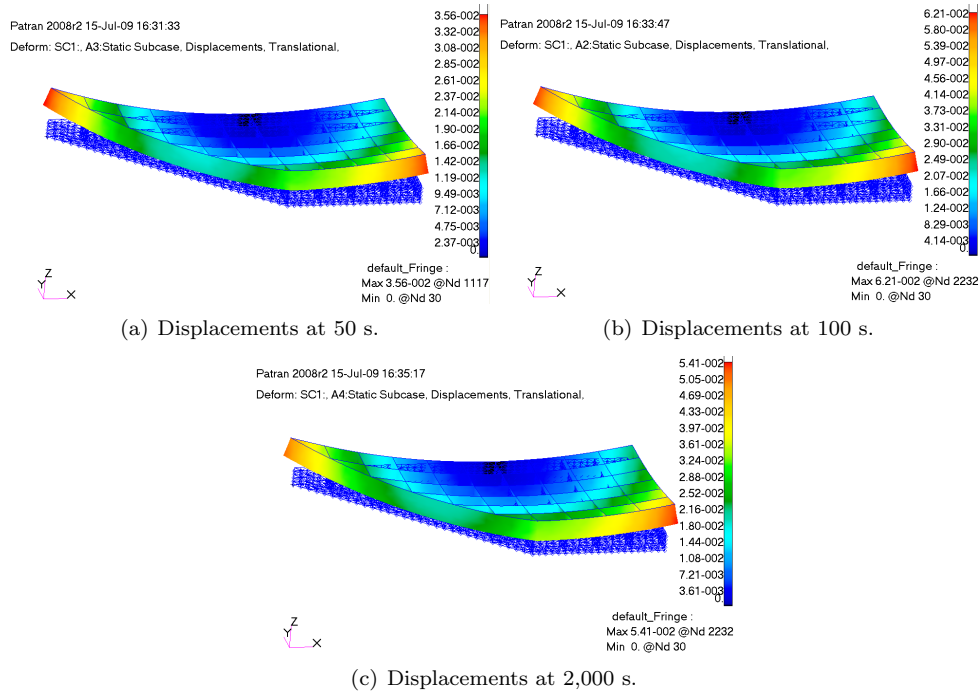 Patran 2008r2 15-Jul-09 16:31:33
Deform: SC1:, A3:Static Subcase, Displacements, Translational,
3.56-002
3.32-002
3.08-002
2.85-002
2.61-002
2.37-002
2.14-002
1.90-002
1.66-002
1.42-002
1.19-002
9.49-003
7.12-003
4.75-003
2.37-003
0.
default_Fringe :
Max 3.56-002 @Nd 1117
Min 0. @Nd 30
Z
Y
X
(a) Displacements at 50 s.
Patran 2008r2 15-Jul-09 16:33:47
Deform: SC1:, A2:Static Subcase, Displacements, Translational,
6.21-002
5.80-002
5.39-002
4.97-002
4.56-002
4.14-002
3.73-002
3.31-002
2.90-002
2.49-002
2.07-002
1.66-002
1.24-002
8.29-003
4.14-003
0.
default_Fringe :
Max 6.21-002 @Nd 2232
Min 0. @Nd 30
Z
Y
X
(b) Displacements at 100 s.
Patran 2008r2 15-Jul-09 16:35:17
Deform: SC1:, A4:Static Subcase, Displacements, Translational,
5.41-002
5.05-002
4.69-002
4.33-002
3.97-002
3.61-002
3.24-002
2.88-002
2.52-002
2.16-002
1.80-002
1.44-002
1.08-002
7.21-003
3.61-003
0.
default_Fringe :
Max 5.41-002 @Nd 2232
Min 0. @Nd 30
Z
Y
X
(c) Displacements at 2,000 s.